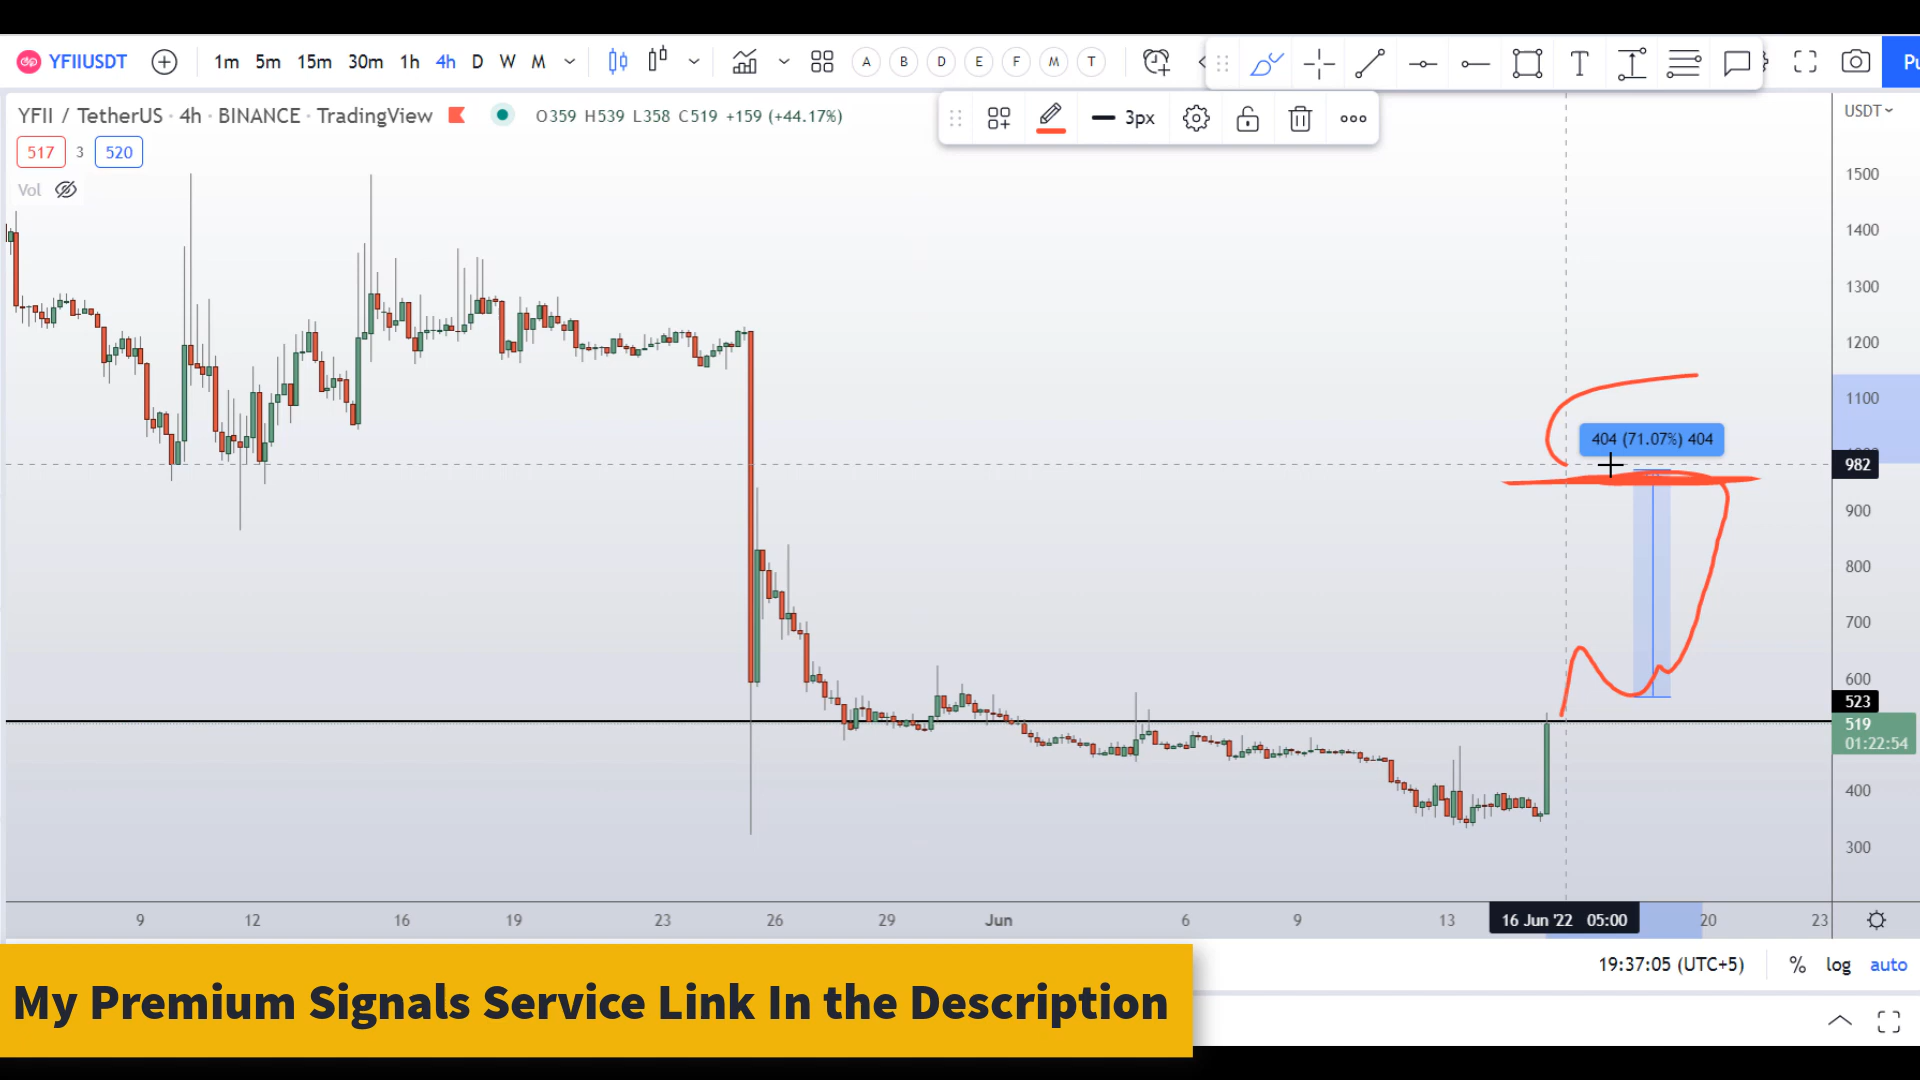 YFIIUSDT 1m 5m 15m 30m 1h 4h D W M A B D E F M T T Pu
YFII / TetherUS · 4h · BINANCE · TradingView O359 H539 L358 C519 +159 (+44.17%) 3px USDT
517 3 520
Vol
1500
1400
1300
1200
1100
404 (71.07%) 404
982
900
800
700
600
523
519
01:22:54
400
300
9 12 16 19 23 26 29 Jun 6 9 13 16 Jun '22 05:00 20 23
19:37:05 (UTC+5) % log auto
My Premium Signals Service Link In the Description